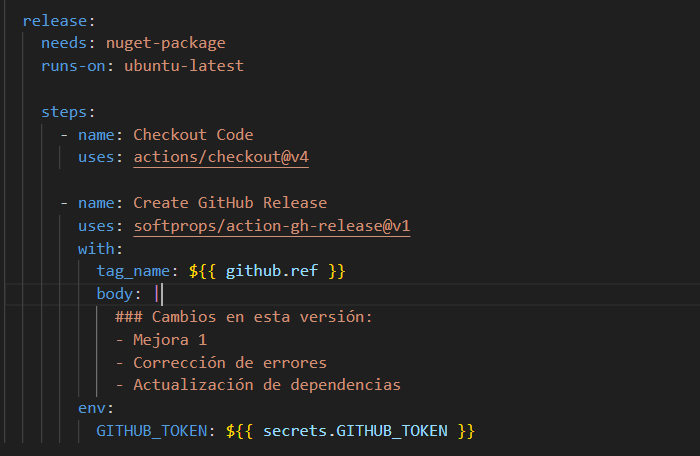 release:
needs: nuget-package
runs-on: ubuntu-latest
steps:
- name: Checkout Code
uses: actions/checkout@v4
- name: Create GitHub Release
uses: softprops/action-gh-release@v1
with:
tag_name: ${{ github.ref }}
body: |
### Cambios en esta versión:
- Mejora 1
- Corrección de errores
- Actualización de dependencias
env:
GITHUB_TOKEN: ${{ secrets.GITHUB_TOKEN }}